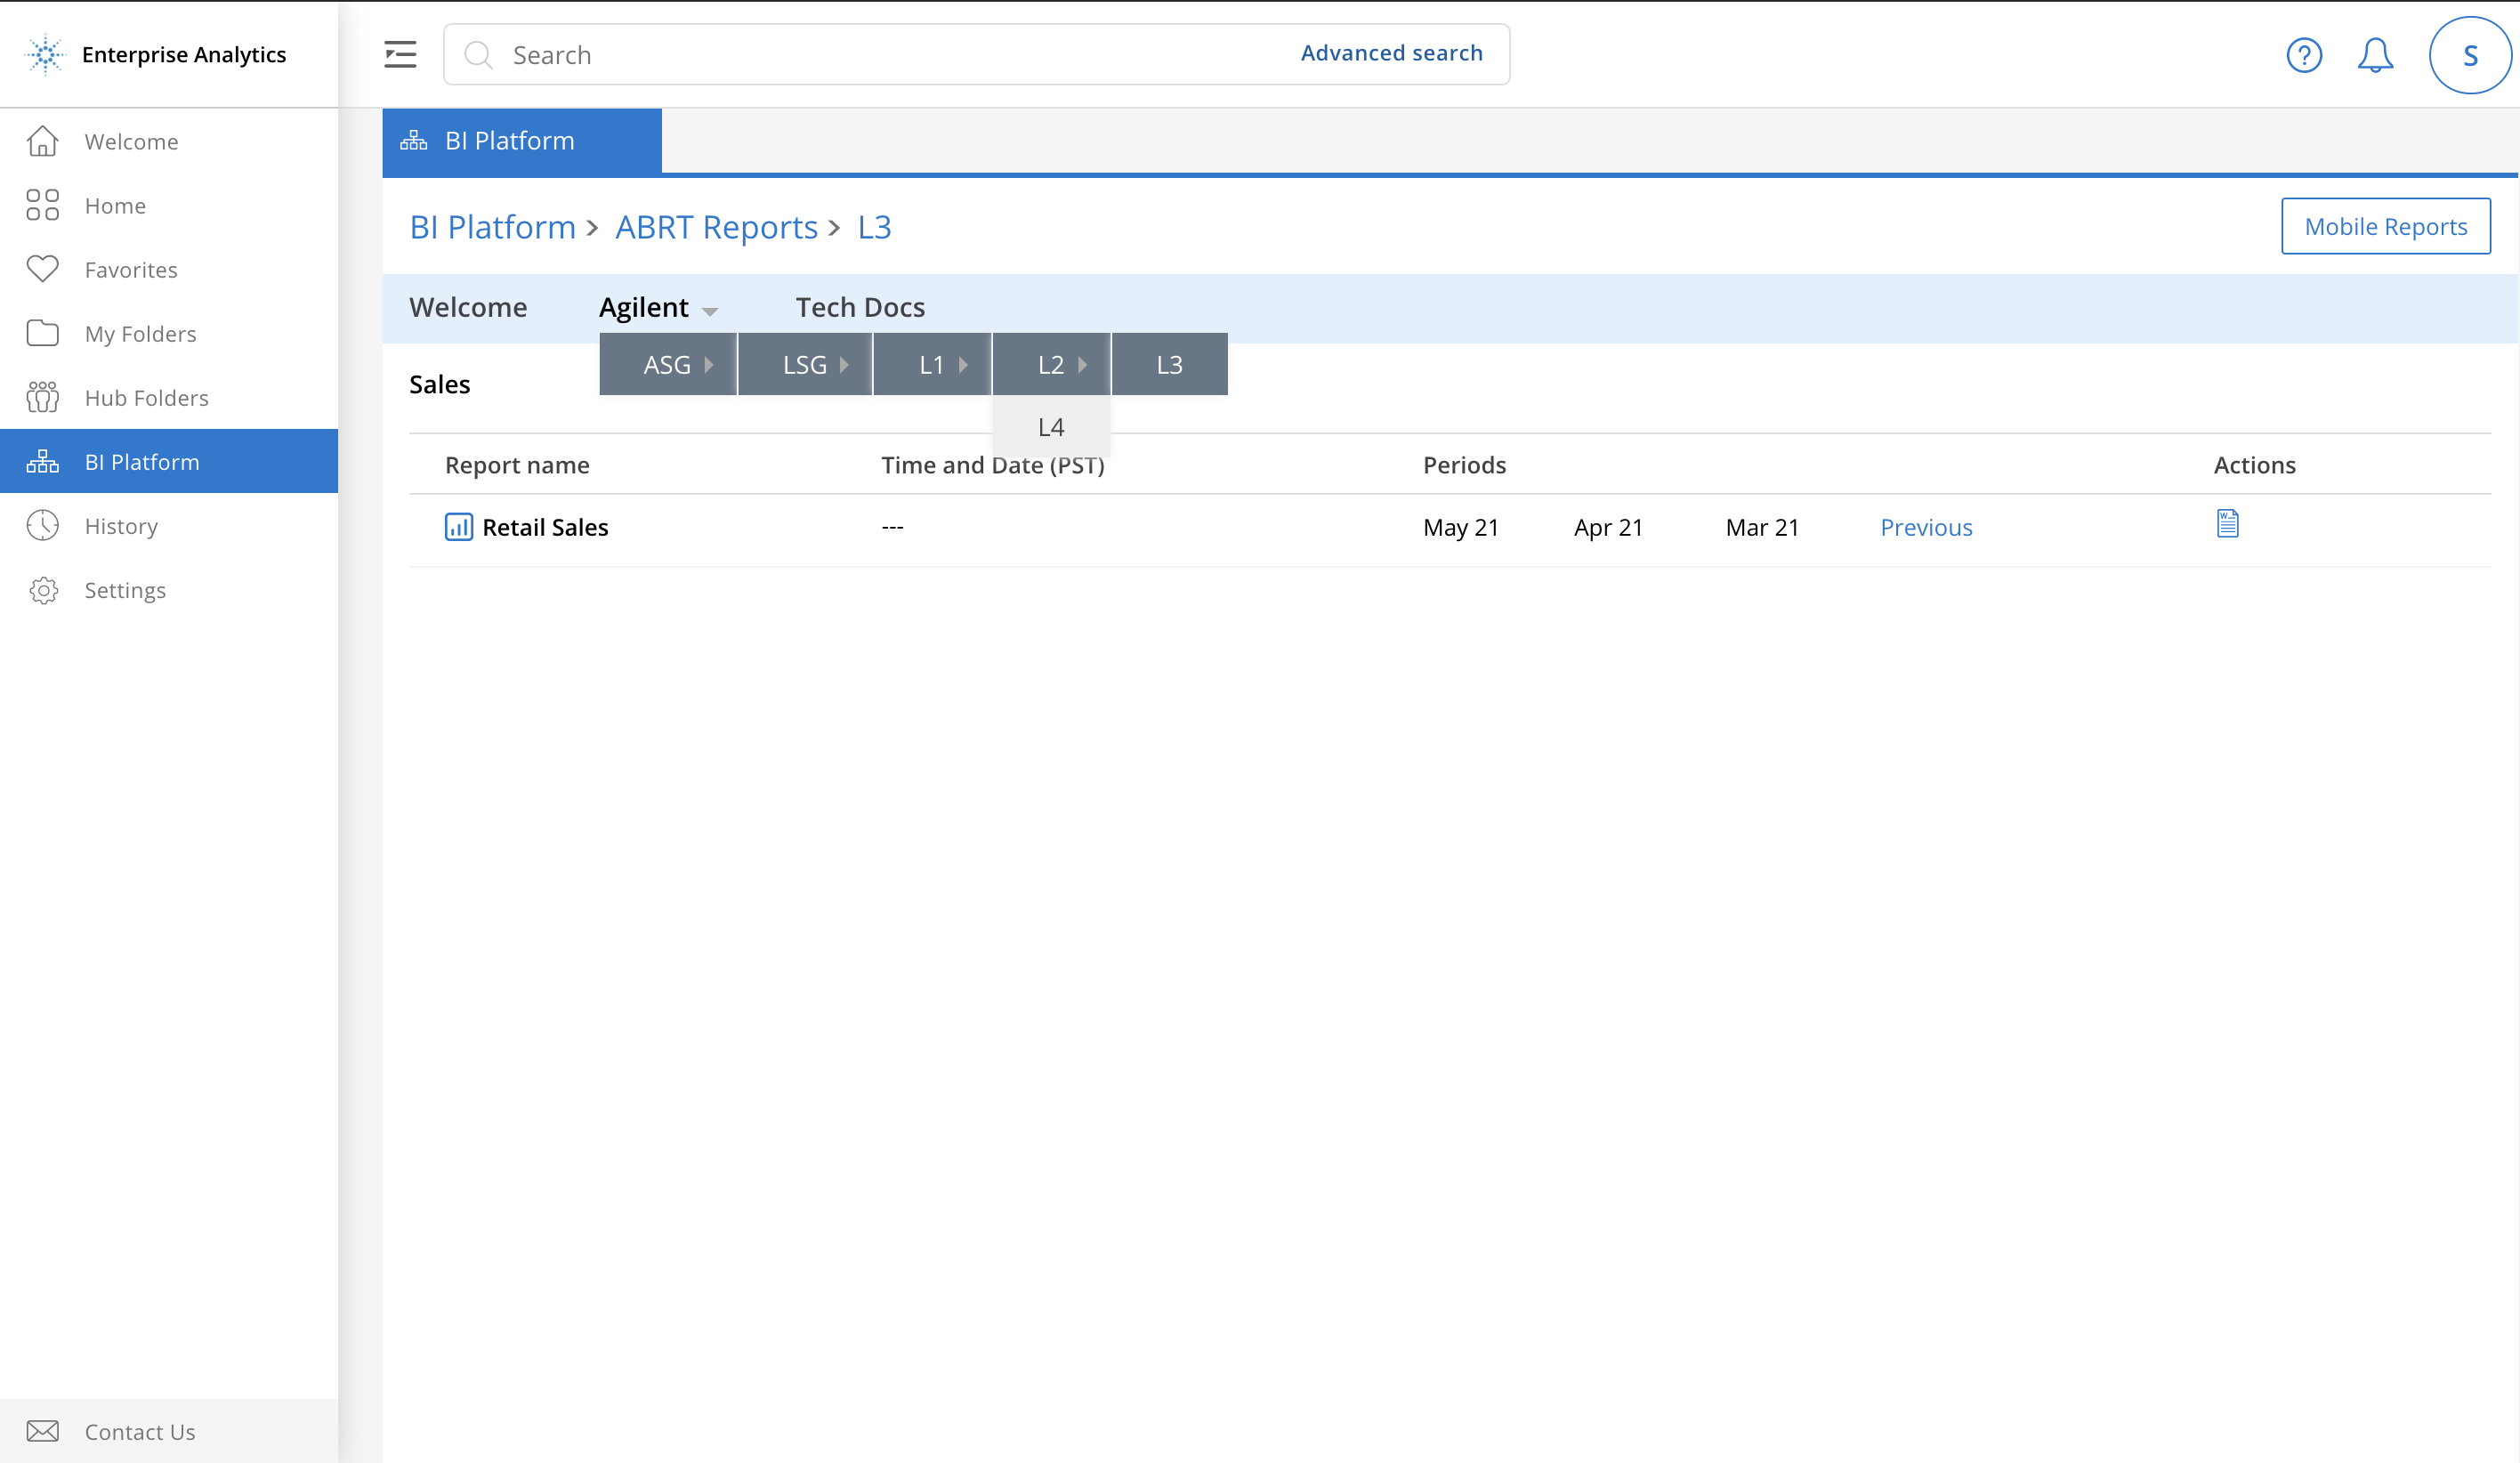 Enterprise Analytics
Search
Advanced search
?
S
Welcome
Home
Favorites
My Folders
Hub Folders
BI Platform
History
Settings
Contact Us
BI Platform
BI Platform > ABRT Reports > L3
Mobile Reports
Welcome Agilent Tech Docs
ASG LSG L1 L2 L3
L4
Sales
Report name Time and Date (PST) Periods Actions
Retail Sales --- May 21 Apr 21 Mar 21 Previous